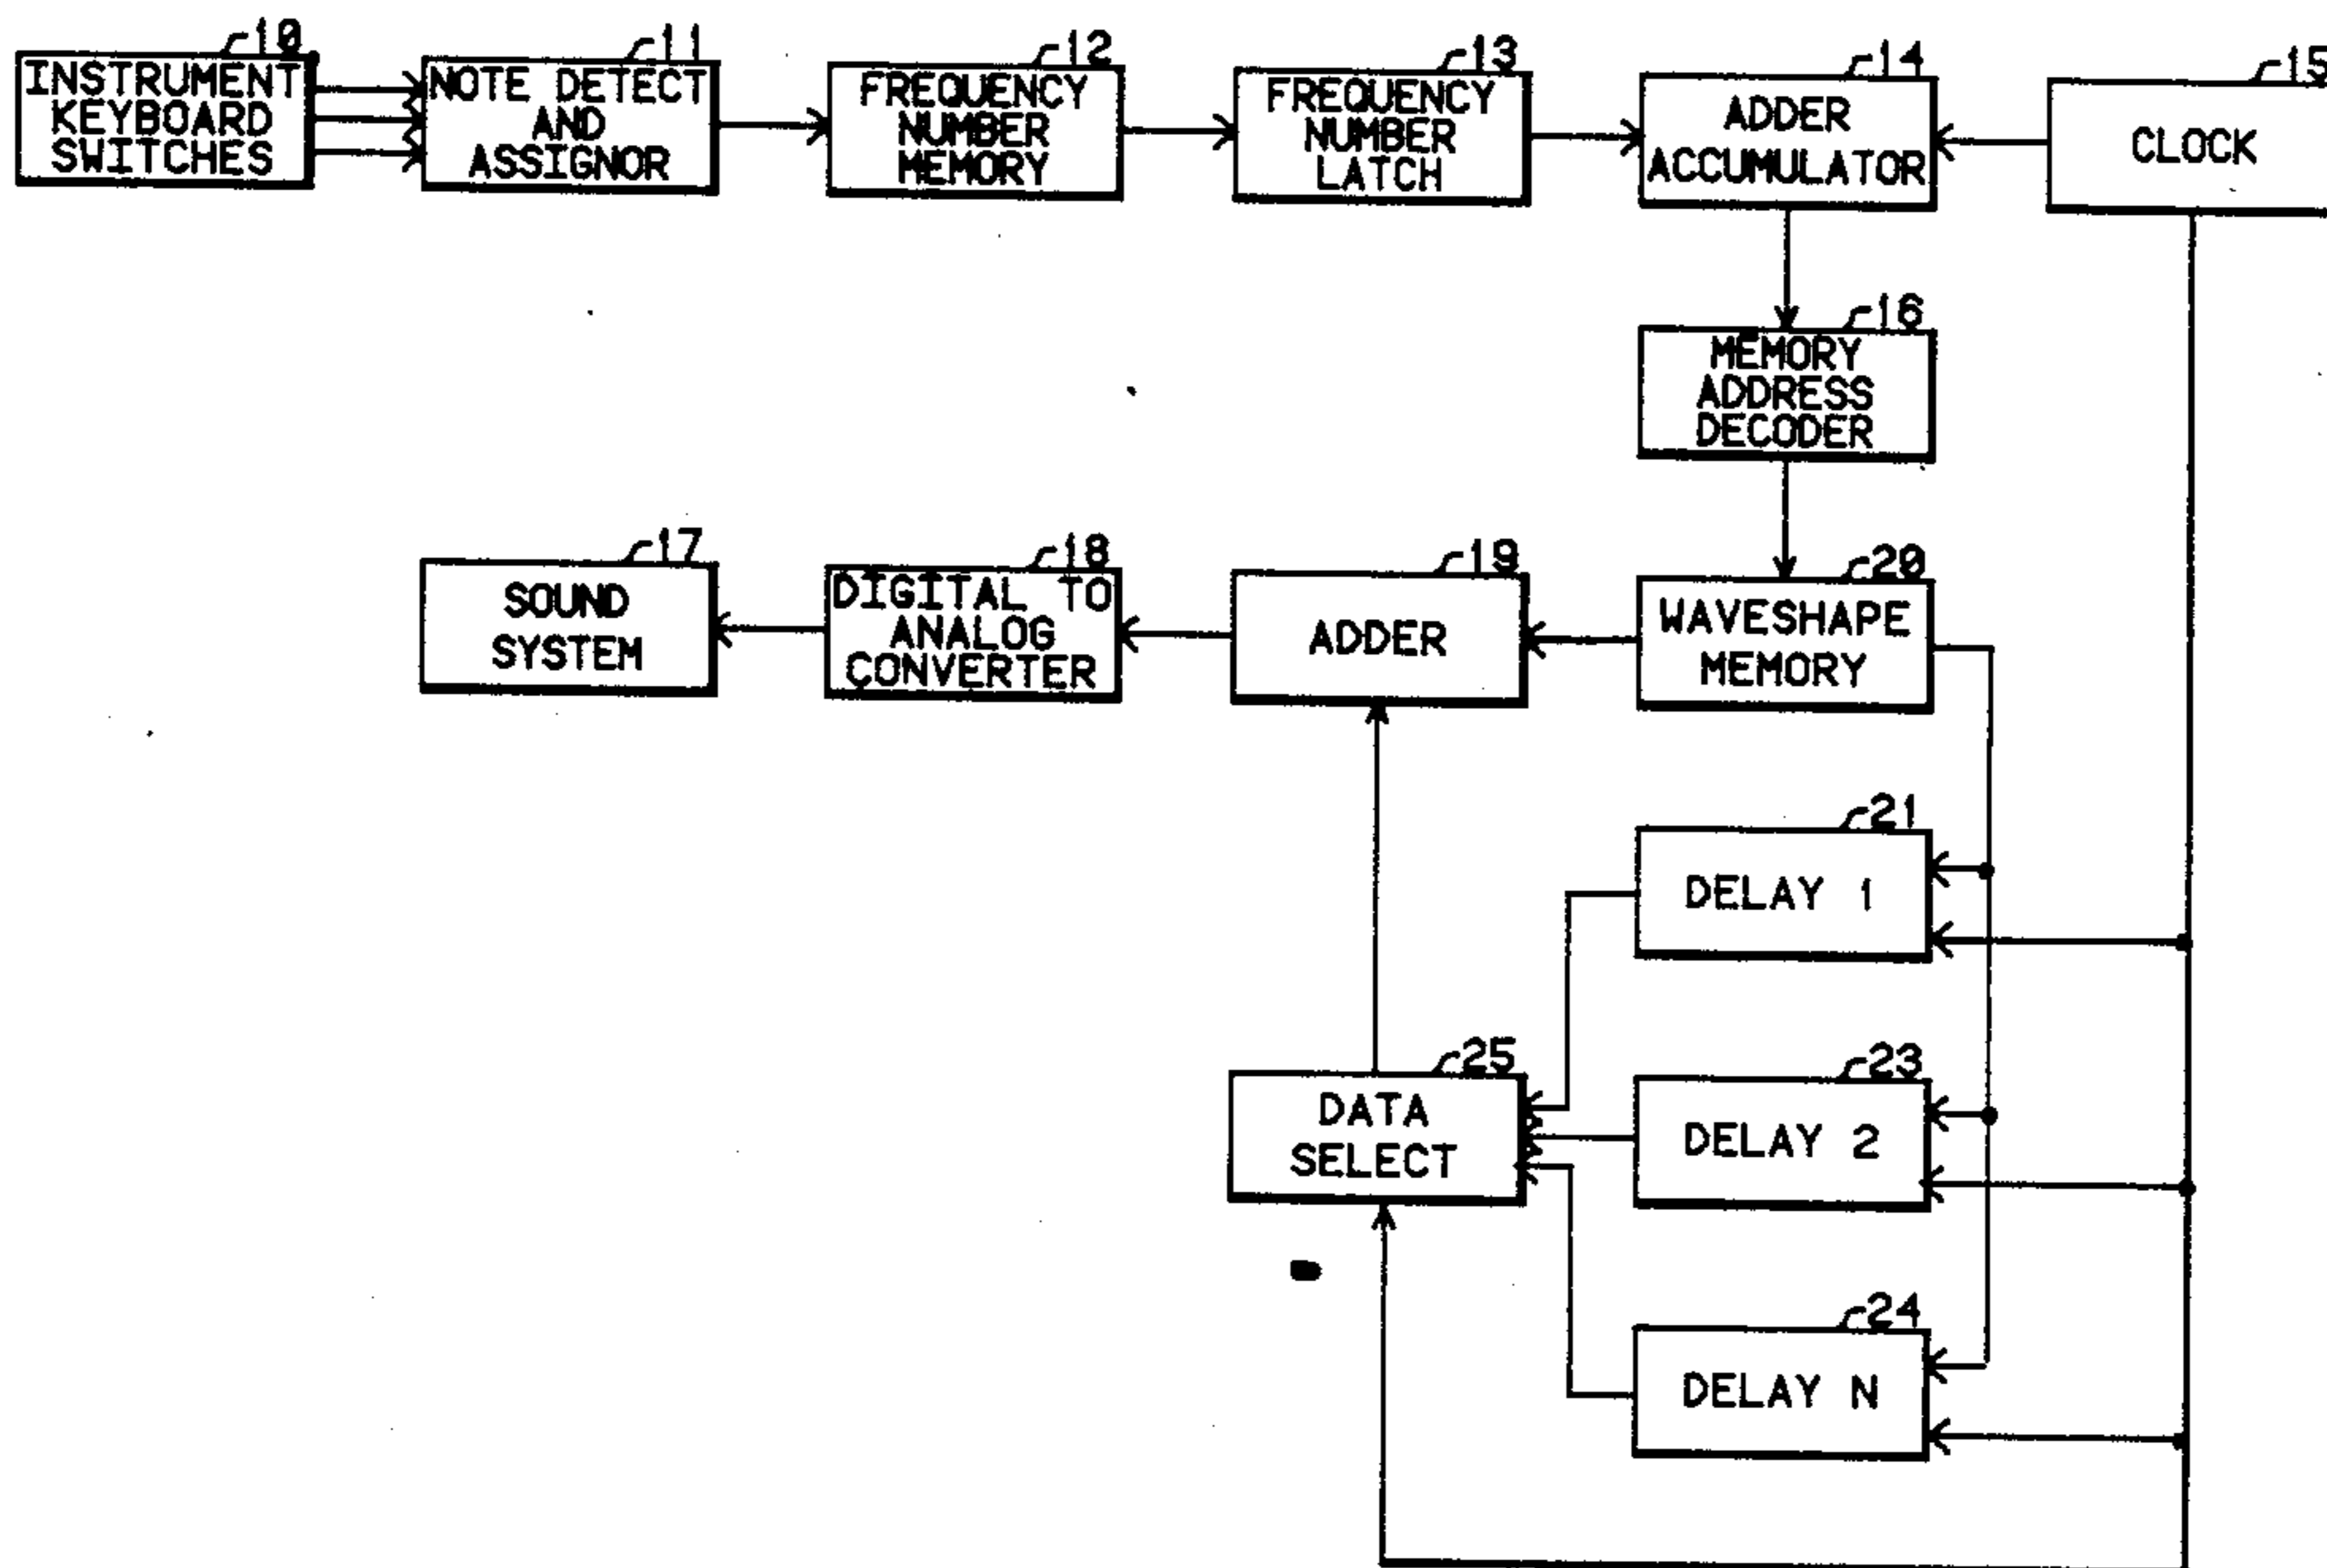 10
INSTRUMENT
KEYBOARD
SWITCHES
11
NOTE DETECT
AND
ASSIGNOR
12
FREQUENCY
NUMBER
MEMORY
13
FREQUENCY
NUMBER
LATCH
14
ADDER
ACCUMULATOR
15
CLOCK
16
MEMORY
ADDRESS
DECODER
17
SOUND
SYSTEM
18
DIGITAL TO
ANALOG
CONVERTER
19
ADDER
20
WAVESHAPE
MEMORY
21
DELAY 1
25
DATA
SELECT
23
DELAY 2
24
DELAY N